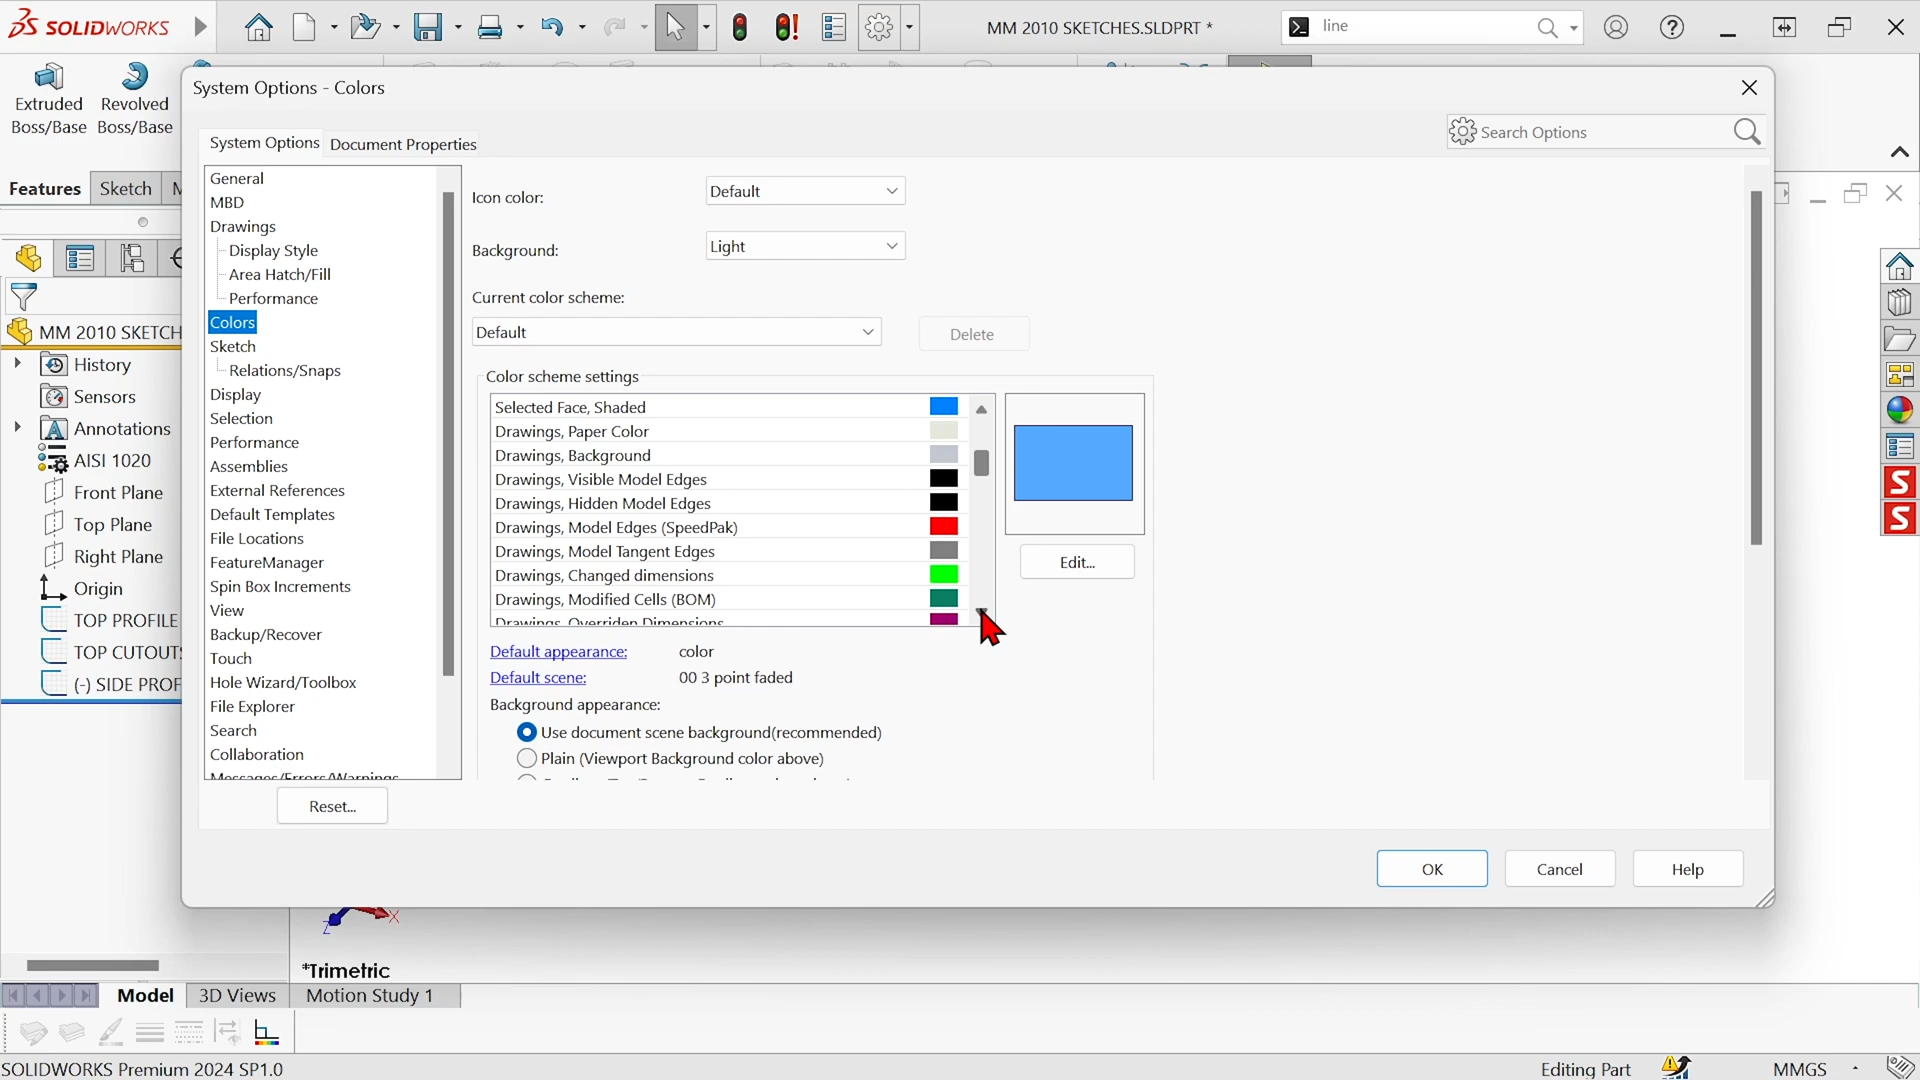 SOLIDWORKS
MM 2010 SKETCHES.SLDPRT *
line
Extruded
Boss/Base
Revolved
Boss/Base
Features
Sketch
M
System Options - Colors
System Options
Document Properties
Search Options
MM 2010 SKETCH
History
Sensors
Annotations
AISI 1020
Front Plane
Top Plane
Right Plane
Origin
TOP PROFILE
TOP CUTOUTS
(-) SIDE PROF
General
MBD
Drawings
Display Style
Area Hatch/Fill
Performance
Colors
Sketch
Relations/Snaps
Display
Selection
Performance
Assemblies
External References
Default Templates
File Locations
FeatureManager
Spin Box Increments
View
Backup/Recover
Touch
Hole Wizard/Toolbox
File Explorer
Search
Collaboration
Messages/Errors/Warnings
Reset...
Icon color:
Default
Background:
Light
Current color scheme:
Default
Delete
Color scheme settings
Selected Face, Shaded
Drawings, Paper Color
Drawings, Background
Drawings, Visible Model Edges
Drawings, Hidden Model Edges
Drawings, Model Edges (SpeedPak)
Drawings, Model Tangent Edges
Drawings, Changed dimensions
Drawings, Modified Cells (BOM)
Drawings, Overriden Dimensions
Edit...
Default appearance:
color
Default scene:
00 3 point faded
Background appearance:
Use document scene background(recommended)
Plain (Viewport Background color above)
OK
Cancel
Help
Z
X
*Trimetric
Model
3D Views
Motion Study 1
SOLIDWORKS Premium 2024 SP1.0
Editing Part
MMGS